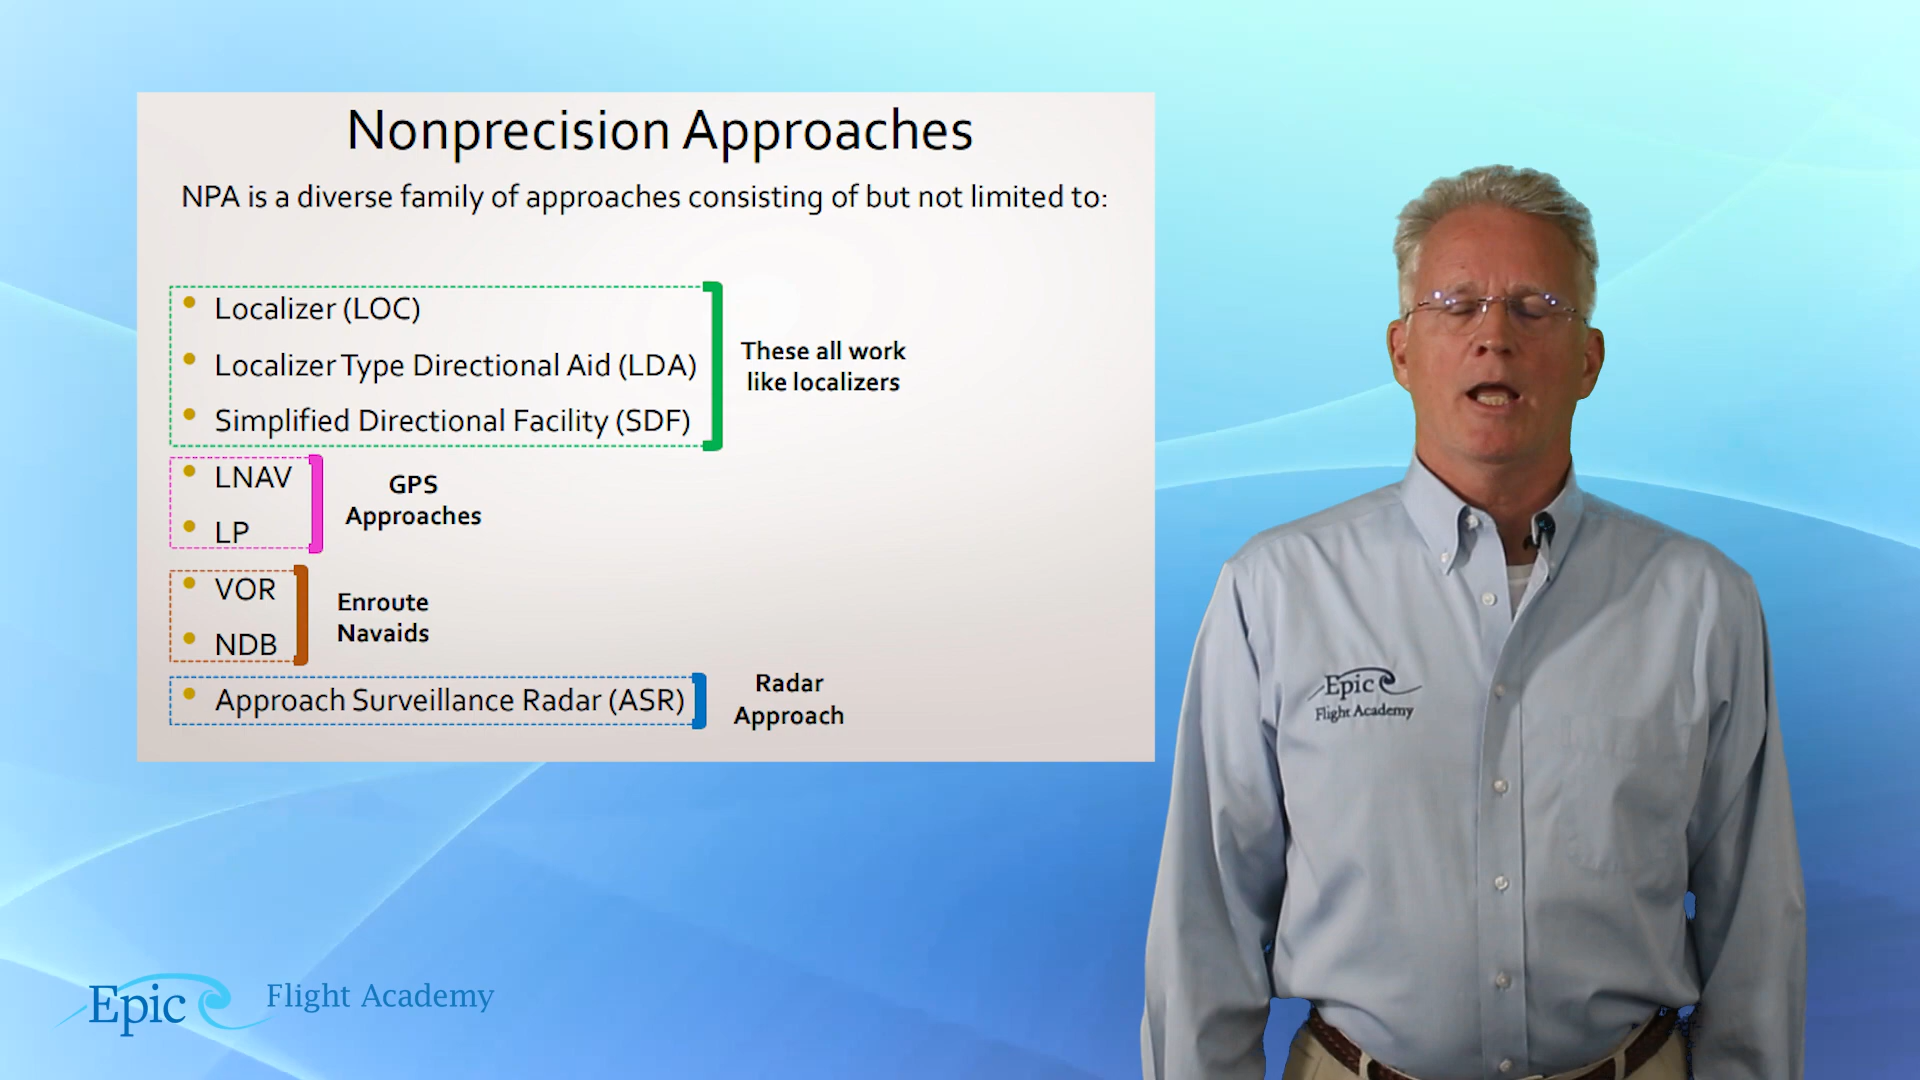 Nonprecision Approaches
NPA is a diverse family of approaches consisting of but not limited to:
• Localizer (LOC)
• Localizer Type Directional Aid (LDA)
• Simplified Directional Facility (SDF)
These all work
like localizers
• LNAV
• LP
GPS
Approaches
• VOR
• NDB
Enroute
Navaids
• Approach Surveillance Radar (ASR)
Radar
Approach
Epic
Flight Academy
Epic Flight Academy